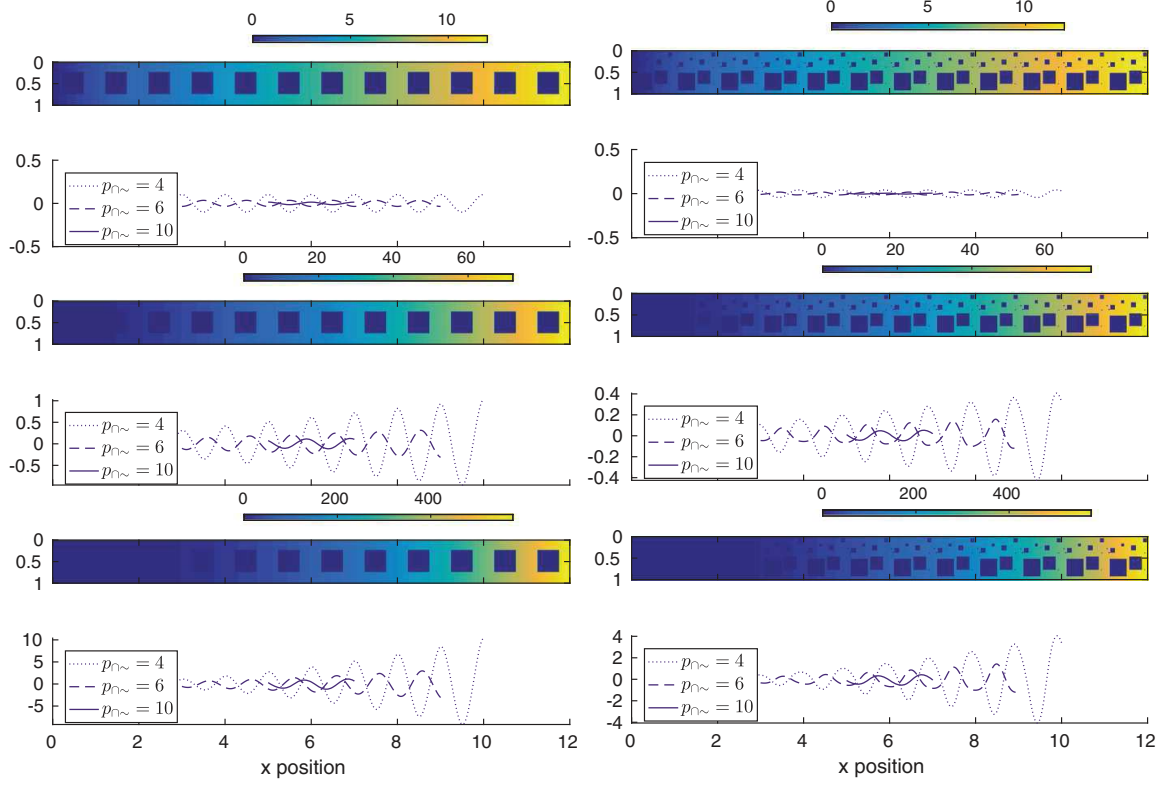 0 5 10
0
0.5
1
0.5
0
-0.5
p∩∼ = 4
p∩∼ = 6
p∩∼ = 10
0 20 40 60
0
0.5
1
1
0.5
0
-0.5
p∩∼ = 4
p∩∼ = 6
p∩∼ = 10
0 200 400
0
0.5
1
10
5
0
-5
p∩∼ = 4
p∩∼ = 6
p∩∼ = 10
0 2 4 6 8 10 12
x position
0 5 10
0
0.5
1
0.5
0
-0.5
p∩∼ = 4
p∩∼ = 6
p∩∼ = 10
0 20 40 60
0
0.5
1
0.4
0.2
0
-0.2
-0.4
p∩∼ = 4
p∩∼ = 6
p∩∼ = 10
0 200 400
0
0.5
1
4
2
0
-2
-4
p∩∼ = 4
p∩∼ = 6
p∩∼ = 10
0 2 4 6 8 10 12
x position